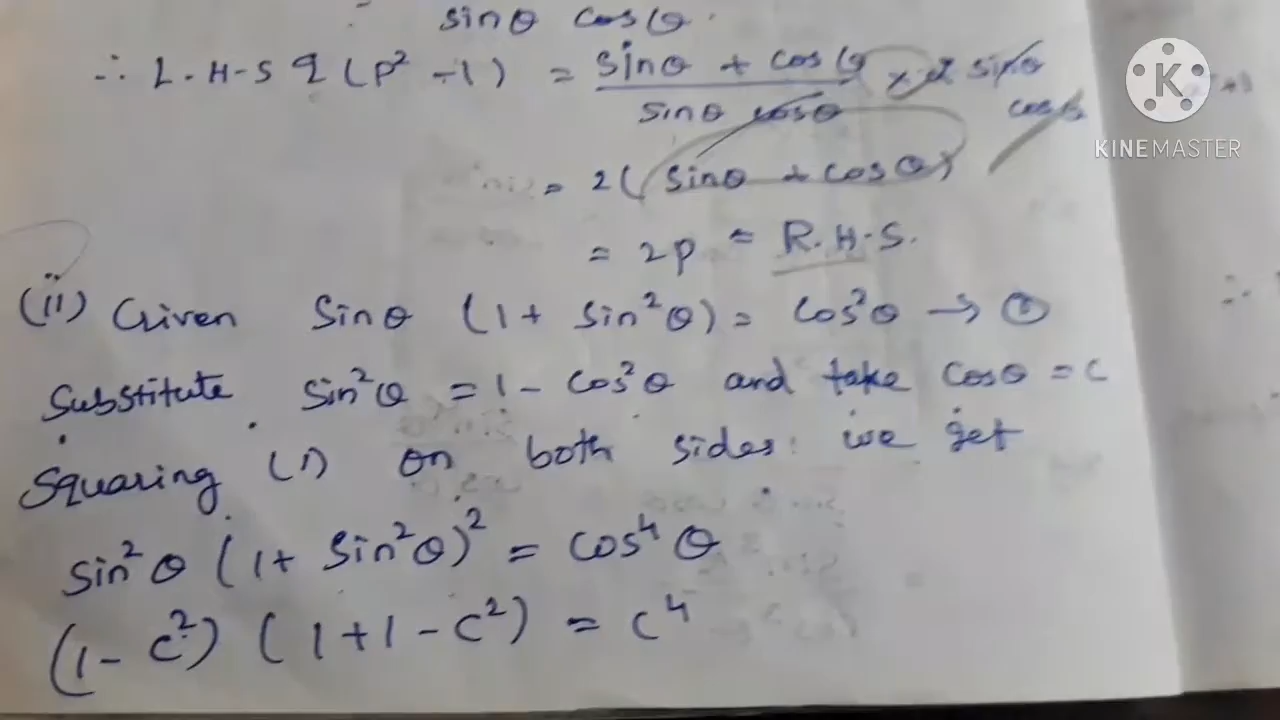 sinθ cosθ.
∴ L.H-S q(p² -1) = sinθ + cosθ / sinθ cosθ × 2 sinθ cosθ
= 2(sinθ + cosθ)
= 2p = R.H-S.
(ii) Given sinθ (1+ sin²θ) = cos²θ → ①
Substitute sin²θ = 1- cos²θ and take cosθ = c
Squaring (1) on both sides we get
sin²θ (1+ sin²θ)² = cos⁴θ
(1- c²) (1+1-c²) = c⁴
K
KINEMASTER